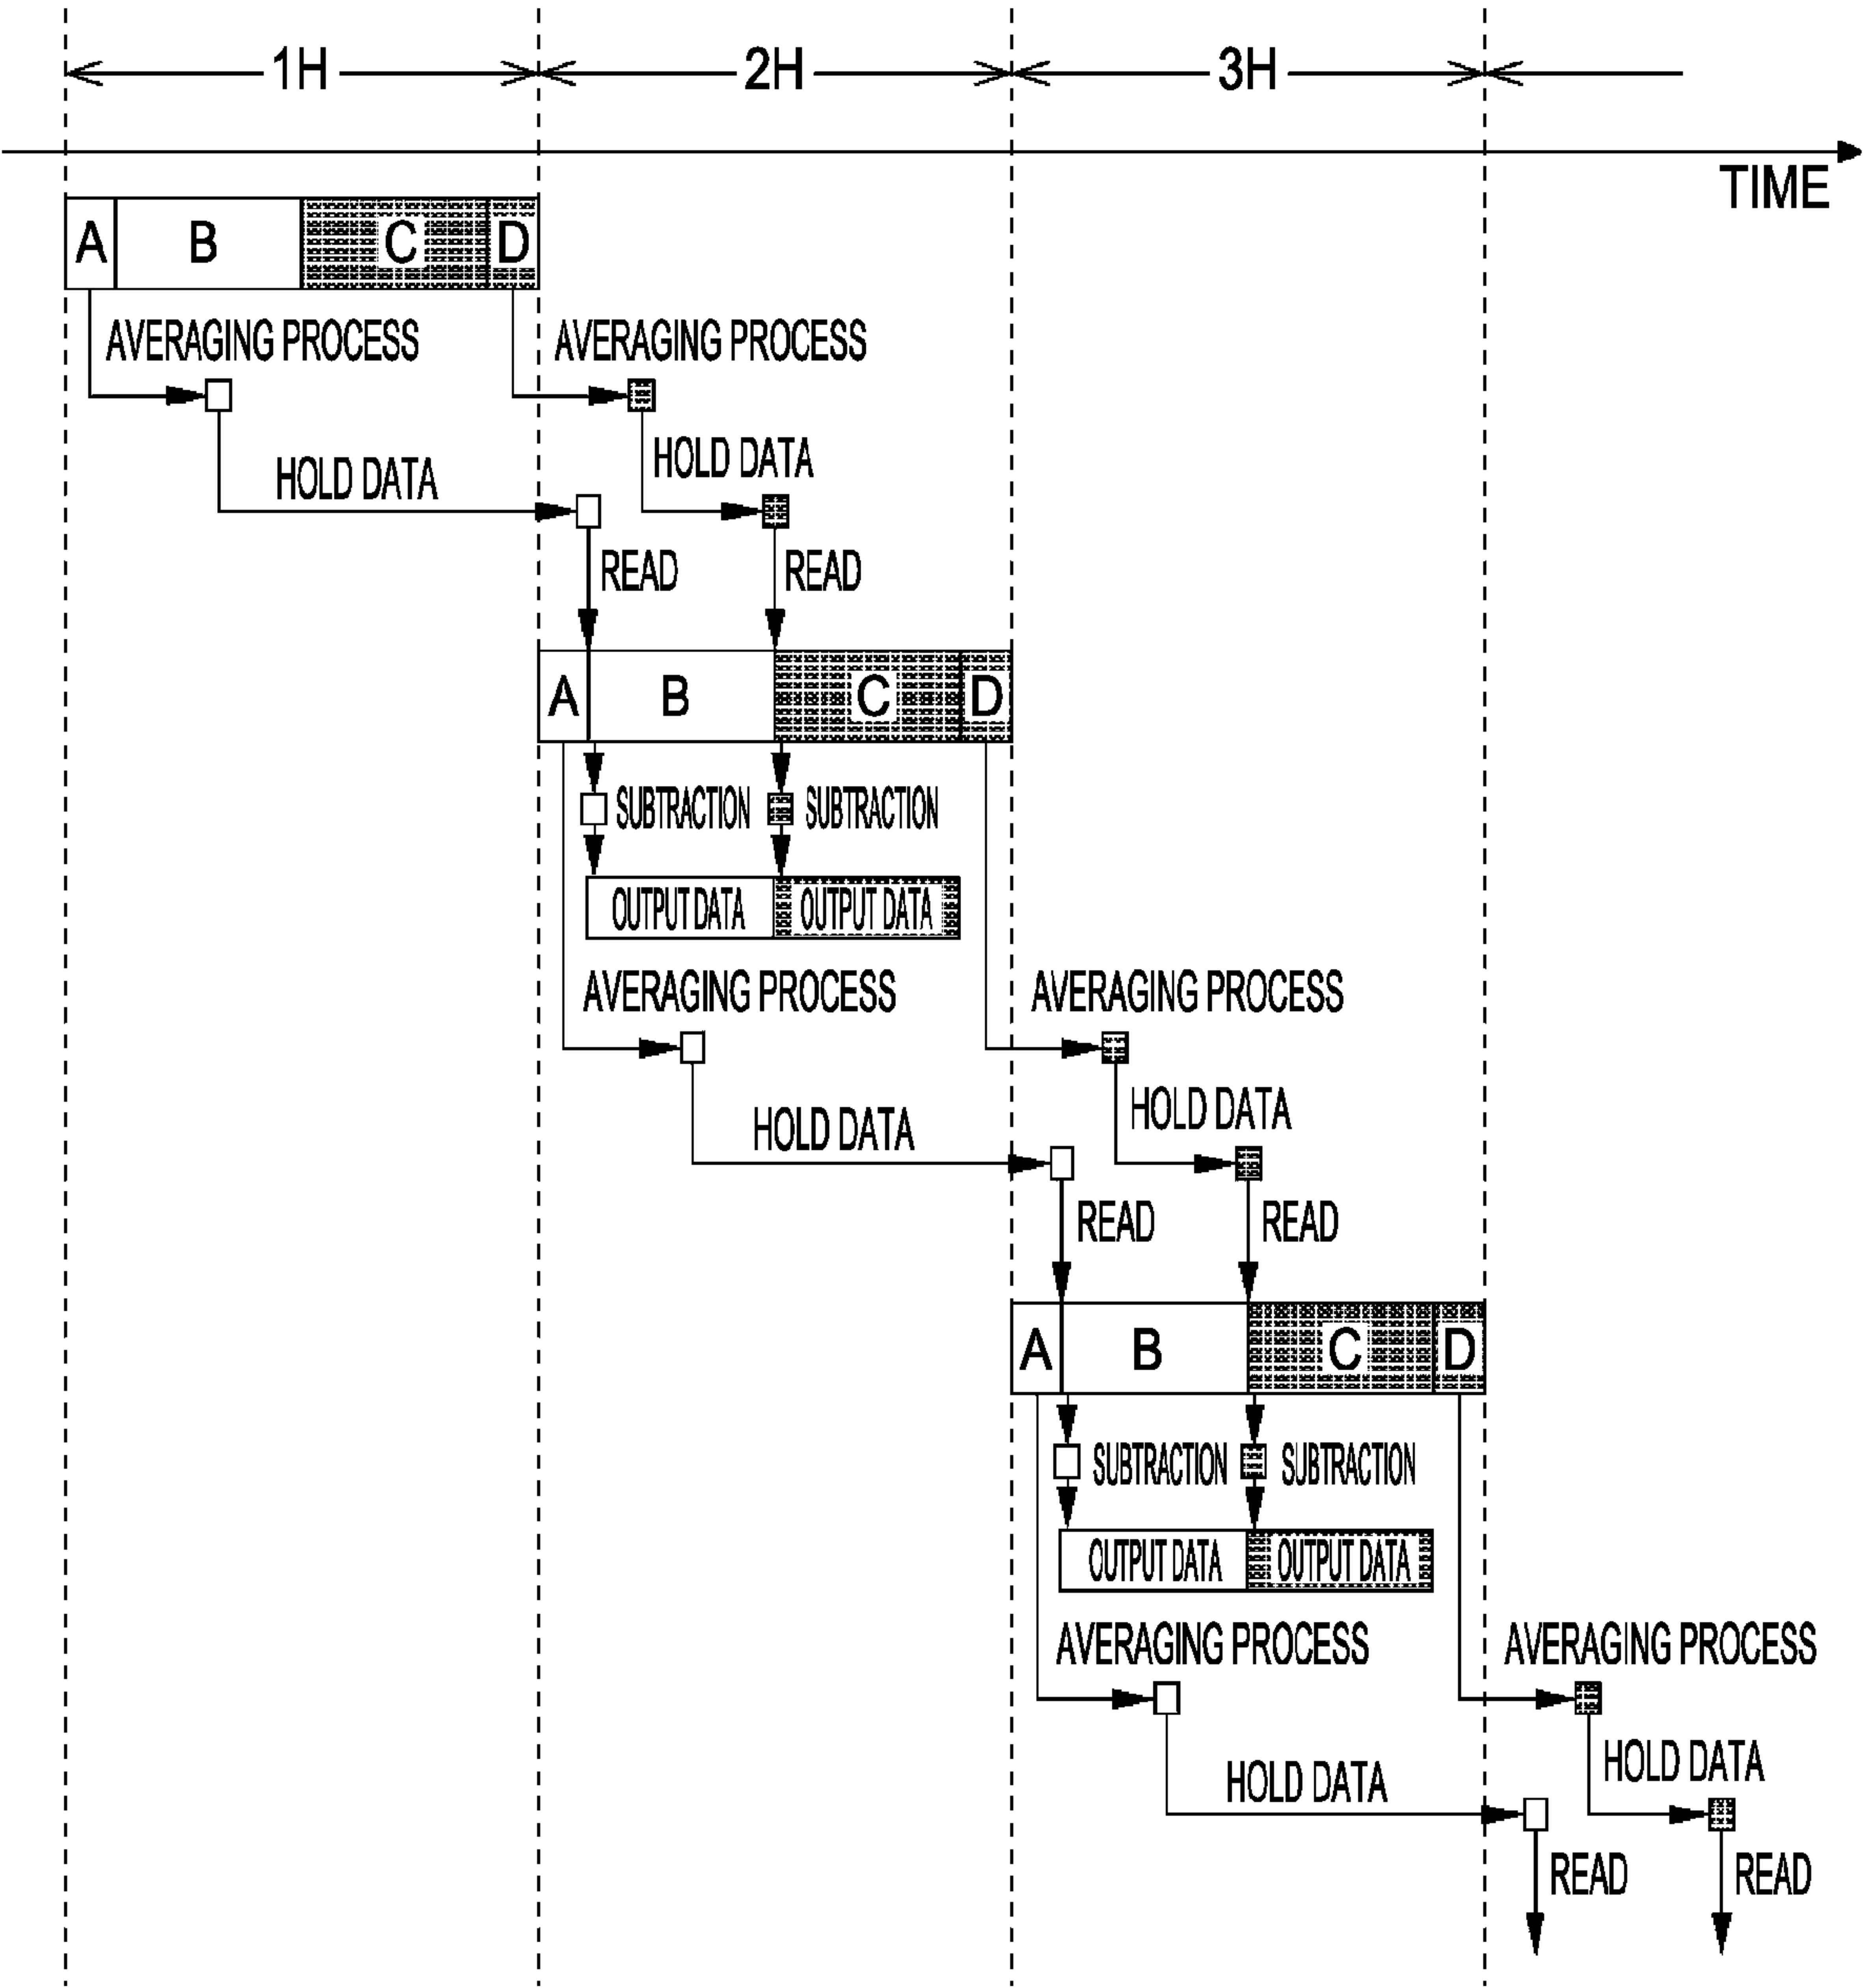 1H 2H 3H
TIME
A B C D
AVERAGING PROCESS AVERAGING PROCESS
HOLD DATA HOLD DATA
READ READ
A B C D
SUBTRACTION SUBTRACTION
OUTPUT DATA OUTPUT DATA
AVERAGING PROCESS AVERAGING PROCESS
HOLD DATA HOLD DATA
READ READ
A B C D
SUBTRACTION SUBTRACTION
OUTPUT DATA OUTPUT DATA
AVERAGING PROCESS AVERAGING PROCESS
HOLD DATA HOLD DATA
READ READ